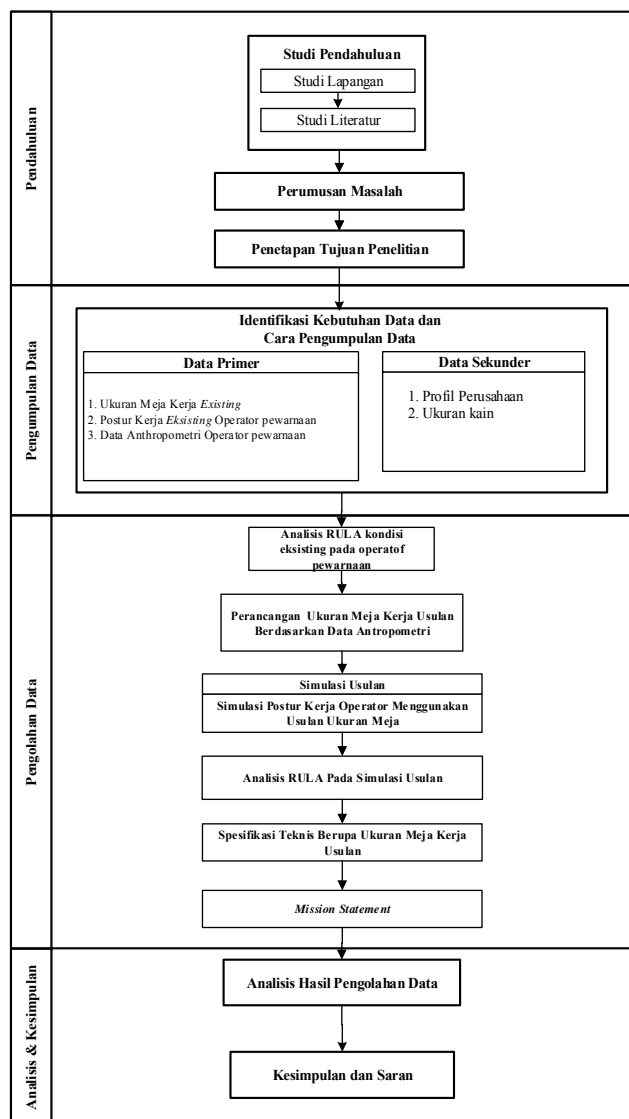 Pendahuluan
Studi Pendahuluan
Studi Lapangan
Studi Literatur
Perumusan Masalah
Penetapan Tujuan Penelitian
Pengumpulan Data
Identifikasi Kebutuhan Data dan
Cara Pengumpulan Data
Data Primer
1. Ukuran Meja Kerja Existing
2. Postur Kerja Eksisting Operator pewarnaan
3. Data Anthropometri Operator pewarnaan
Data Sekunder
1. Profil Perusahaan
2. Ukuran kain
Pengolahan Data
Analisis RULA kondisi
eksisting pada operatof
pewarnaan
Perancangan Ukuran Meja Kerja Usulan
Berdasarkan Data Antropometri
Simulasi Usulan
Simulasi Postur Kerja Operator Menggunakan
Usulan Ukuran Meja
Analisis RULA Pada Simulasi Usulan
Spesifikasi Teknis Berupa Ukuran Meja Kerja
Usulan
Mission Statement
Analisis & Kesimpulan
Analisis Hasil Pengolahan Data
Kesimpulan dan Saran